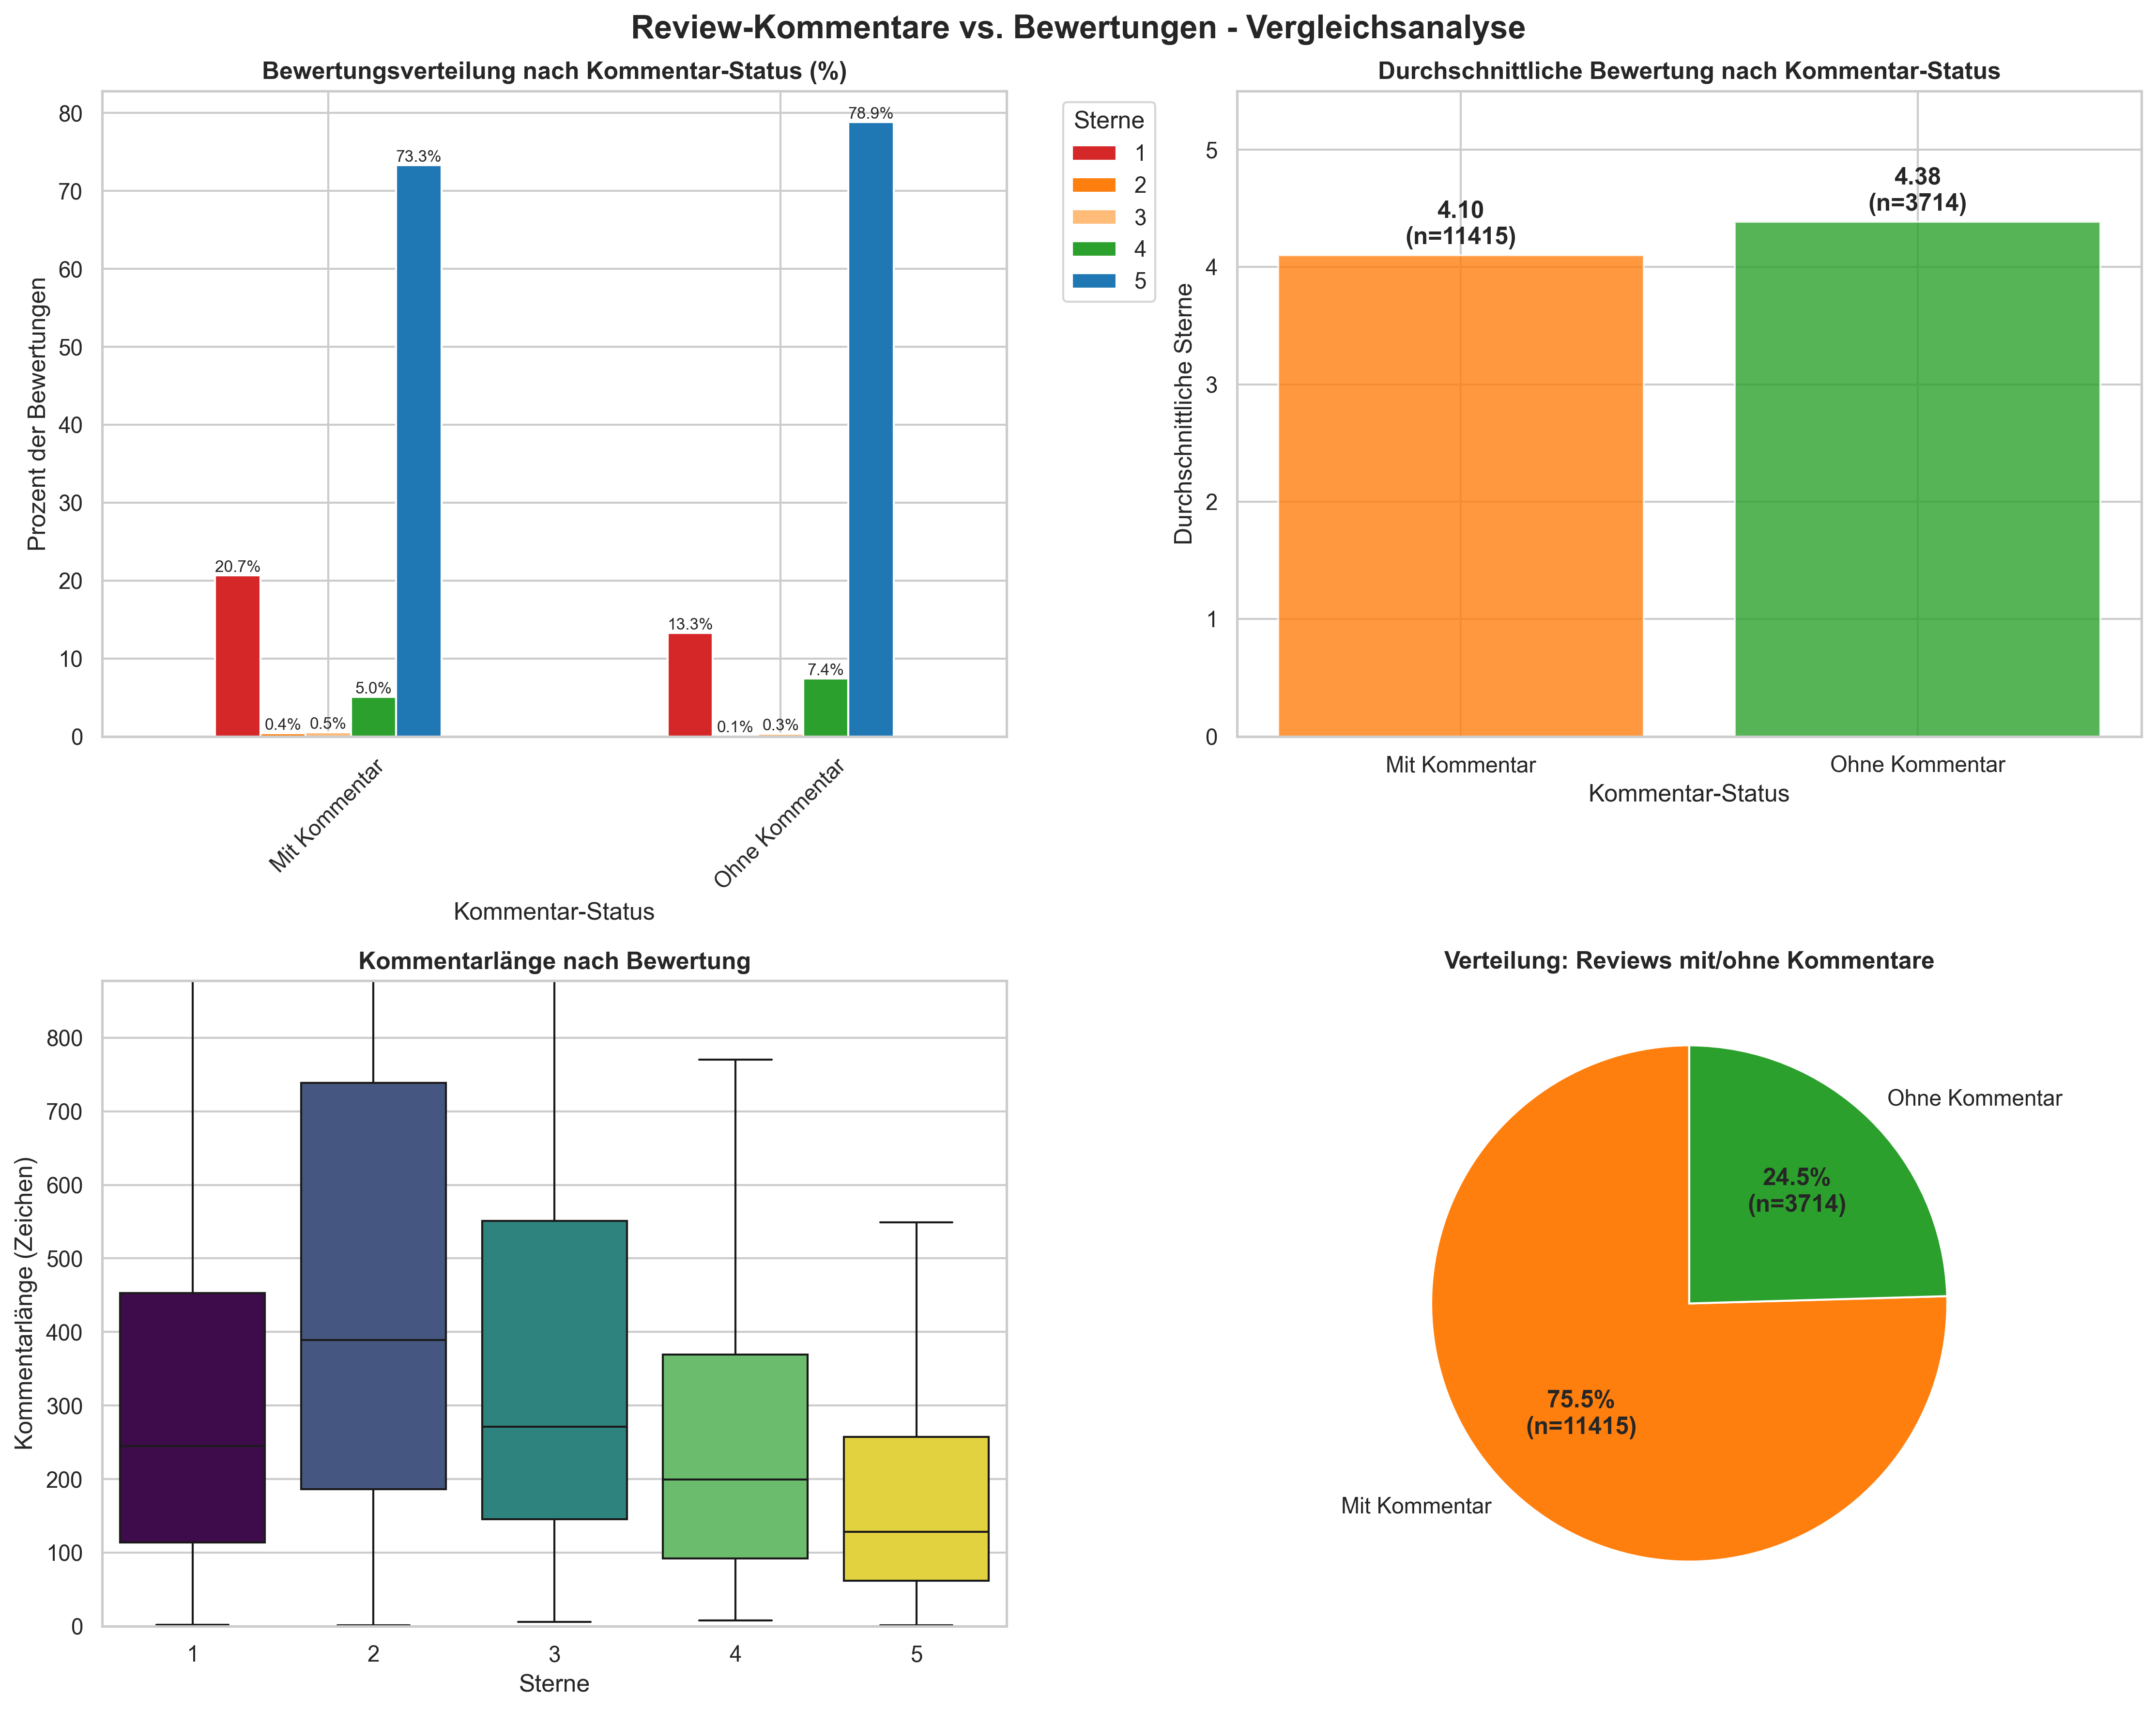 Review-Kommentare vs. Bewertungen - Vergleichsanalyse
Bewertungsverteilung nach Kommentar-Status (%)
Prozent der Bewertungen
80
70
60
50
40
30
20
10
0
20.7%
0.4%
0.5%
5.0%
73.3%
13.3%
0.1%
0.3%
7.4%
78.9%
Mit Kommentar
Ohne Kommentar
Kommentar-Status
Sterne
1
2
3
4
5
Durchschnittliche Bewertung nach Kommentar-Status
Durchschnittliche Sterne
5
4
3
2
1
0
4.10
(n=11415)
4.38
(n=3714)
Mit Kommentar
Ohne Kommentar
Kommentar-Status
Kommentarlänge nach Bewertung
Kommentarlänge (Zeichen)
800
700
600
500
400
300
200
100
0
1
2
3
4
5
Sterne
Verteilung: Reviews mit/ohne Kommentare
Ohne Kommentar
24.5%
(n=3714)
75.5%
(n=11415)
Mit Kommentar